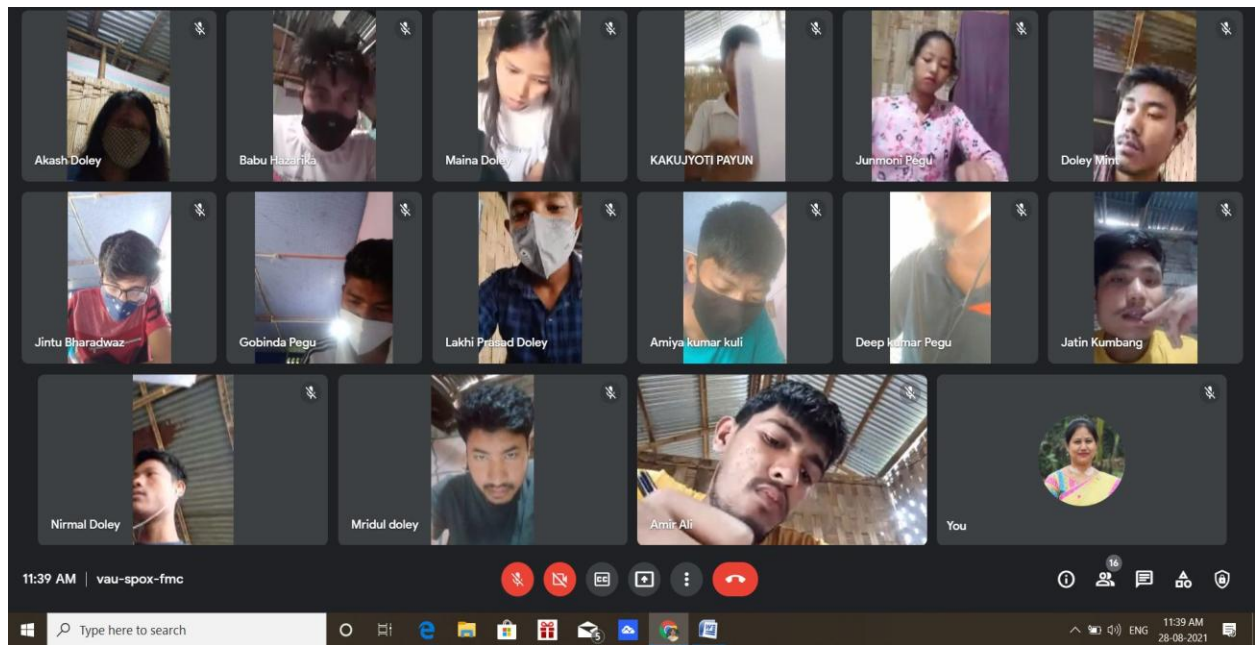 Akash Doley
Babu Hazarika
Maina Doley
KAKUJYOTI PAYUN
Junmoni Pegu
Doley Mint
Jintu Bharadwaz
Gobinda Pegu
Lakhi Prasad Doley
Amiya kumar kuli
Deep kumar Pegu
Jatin Kumbang
Nirmal Doley
Mridul doley
Amir Ali
You
11:39 AM | vau-spox-fmc
CC
16
Type here to search
5
ENG
11:39 AM
28-08-2021